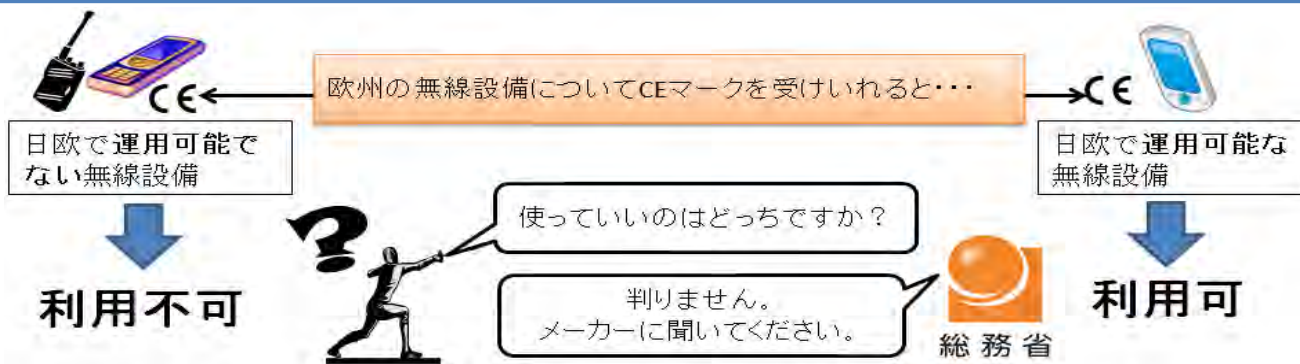 欧州の無線設備についてCEマークを受けいれると・・・
CE
CE
日欧で運用可能で
ない無線設備
日欧で運用可能な
無線設備
?
使っていいのはどっちですか？
判りません。
メーカーに聞いてください。
利用不可
利用可
総務省